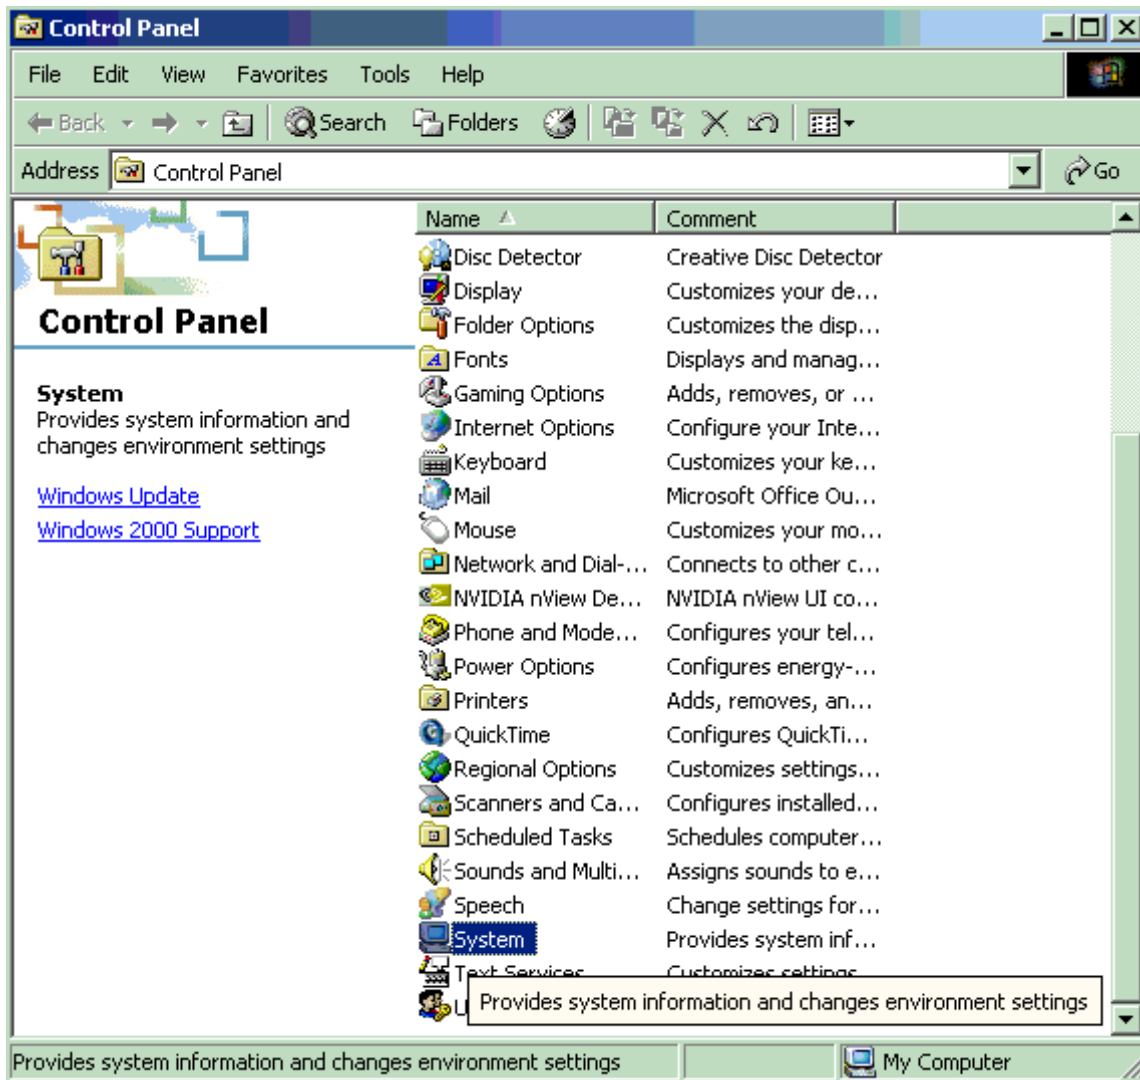 Control Panel
File Edit View Favorites Tools Help
Back Search Folders
Address Control Panel Go
Control Panel
System
Provides system information and
changes environment settings
Windows Update
Windows 2000 Support
Name Comment
Disc Detector Creative Disc Detector
Display Customizes your de...
Folder Options Customizes the disp...
Fonts Displays and manag...
Gaming Options Adds, removes, or ...
Internet Options Configure your Inte...
Keyboard Customizes your ke...
Mail Microsoft Office Ou...
Mouse Customizes your mo...
Network and Dial-... Connects to other c...
NVIDIA nView De... NVIDIA nView UI co...
Phone and Mode... Configures your tel...
Power Options Configures energy-...
Printers Adds, removes, an...
QuickTime Configures QuickTi...
Regional Options Customizes settings...
Scanners and Ca... Configures installed...
Scheduled Tasks Schedules computer...
Sounds and Multi... Assigns sounds to e...
Speech Change settings for...
System Provides system inf...
Text Services Customizes settings
U
Provides system information and changes environment settings
Provides system information and changes environment settings My Computer